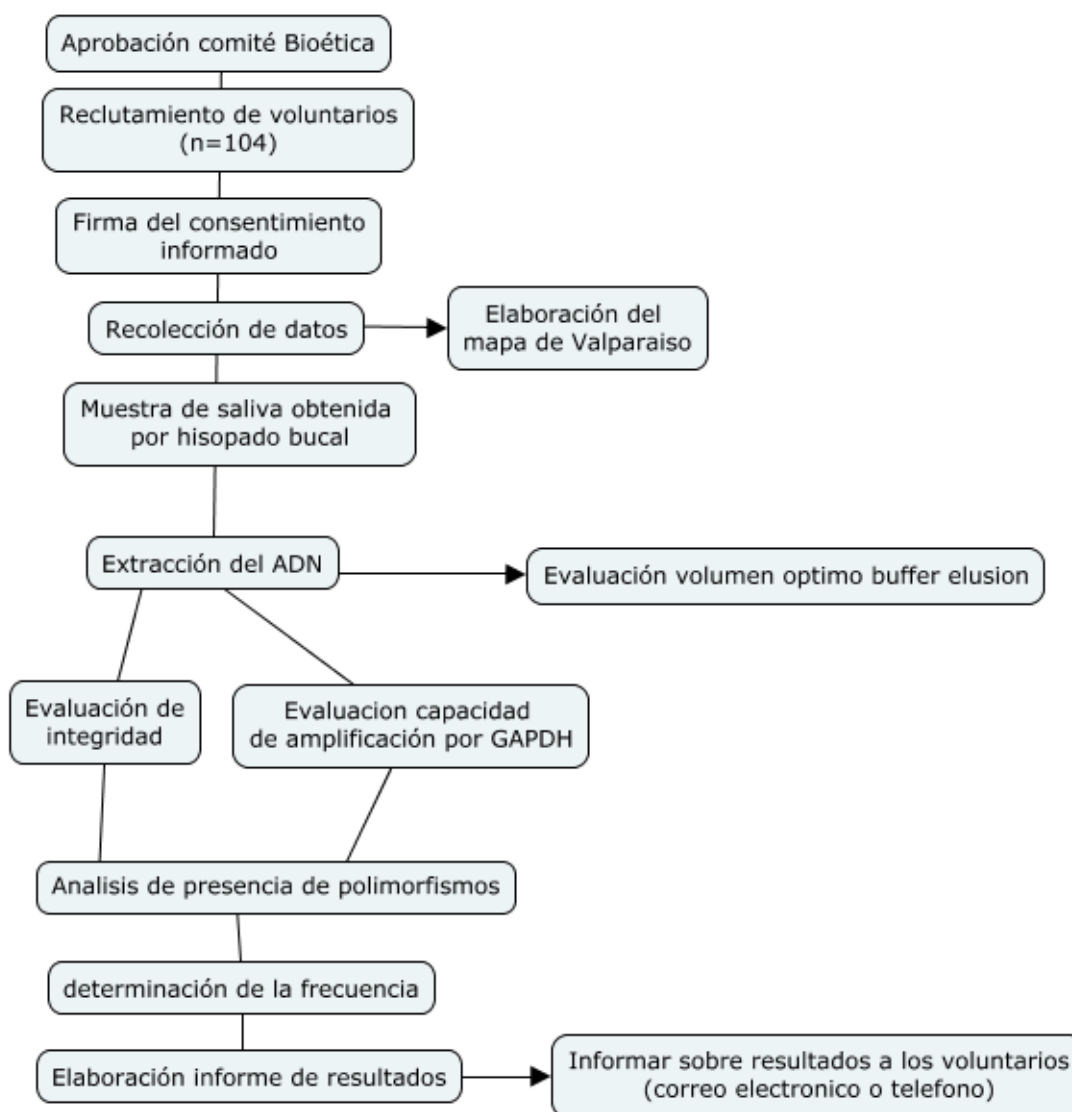 Aprobación comité Bioética
Reclutamiento de voluntarios
(n=104)
Firma del consentimiento
informado
Recolección de datos
Elaboración del
mapa de Valparaiso
Muestra de saliva obtenida
por hisopado bucal
Extracción del ADN
Evaluación volumen optimo buffer elusion
Evaluación de
integridad
Evaluacion capacidad
de amplificación por GAPDH
Analisis de presencia de polimorfismos
determinación de la frecuencia
Elaboración informe de resultados
Informar sobre resultados a los voluntarios
(correo electronico o telefono)